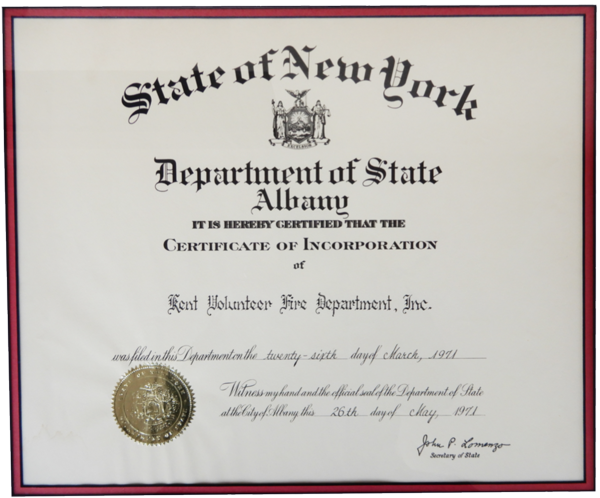 State of New York
EXCELSIOR
Department of State
Albany
IT IS HEREBY CERTIFIED THAT THE
CERTIFICATE OF INCORPORATION
of
Kent Volunteer Fire Department, Inc.
was filed in this Department on the twenty-sixth day of March, 1971
Witness my hand and the official seal of the Department of State
at the City of Albany this 26th day of May, 1971
John P. Lomenzo
Secretary of State